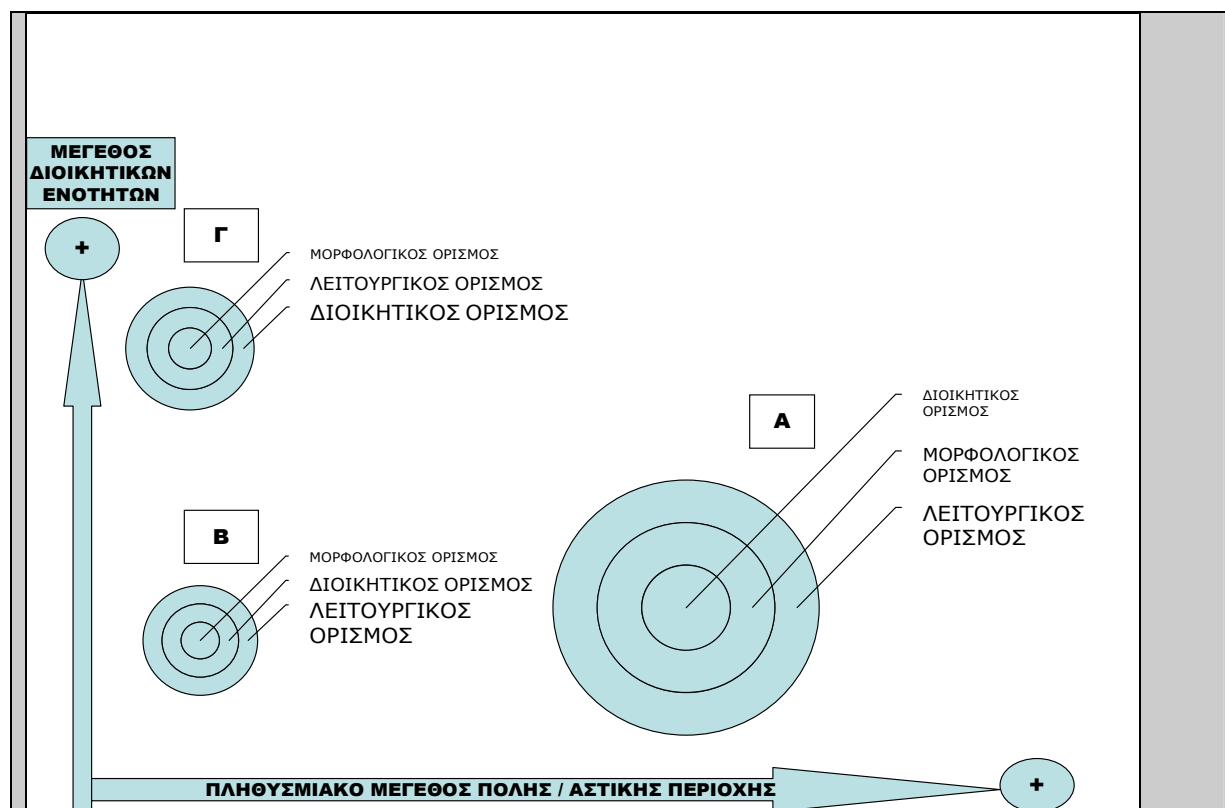 ΜΕΓΕΘΟΣ
ΔΙΟΙΚΗΤΙΚΩΝ
ΕΝΟΤΗΤΩΝ
+
Γ
ΜΟΡΦΟΛΟΓΙΚΟΣ ΟΡΙΣΜΟΣ
ΛΕΙΤΟΥΡΓΙΚΟΣ ΟΡΙΣΜΟΣ
ΔΙΟΙΚΗΤΙΚΟΣ ΟΡΙΣΜΟΣ
Α
ΔΙΟΙΚΗΤΙΚΟΣ
ΟΡΙΣΜΟΣ
ΜΟΡΦΟΛΟΓΙΚΟΣ
ΟΡΙΣΜΟΣ
ΛΕΙΤΟΥΡΓΙΚΟΣ
ΟΡΙΣΜΟΣ
Β
ΜΟΡΦΟΛΟΓΙΚΟΣ ΟΡΙΣΜΟΣ
ΔΙΟΙΚΗΤΙΚΟΣ ΟΡΙΣΜΟΣ
ΛΕΙΤΟΥΡΓΙΚΟΣ
ΟΡΙΣΜΟΣ
ΠΛΗΘΥΣΜΙΑΚΟ ΜΕΓΕΘΟΣ ΠΟΛΗΣ / ΑΣΤΙΚΗΣ ΠΕΡΙΟΧΗΣ
+